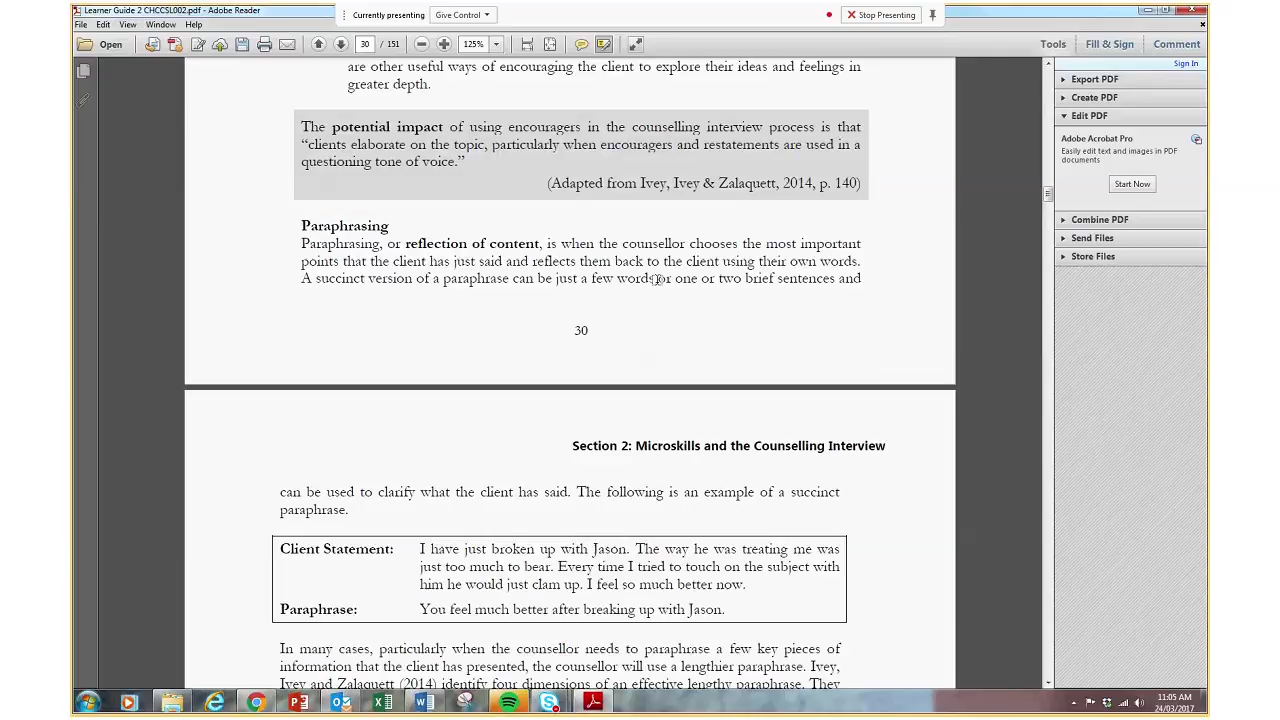 Learner Guide 2 CHCCSL002.pdf - Adobe Reader
Currently presenting Give Control Stop Presenting
File Edit View Window Help
Open 30 / 151 125% Tools Fill & Sign Comment
Sign In
are other useful ways of encouraging the client to explore their ideas and feelings in
greater depth.
The potential impact of using encouragers in the counselling interview process is that
“clients elaborate on the topic, particularly when encouragers and restatements are used in a
questioning tone of voice.”
(Adapted from Ivey, Ivey & Zalaquett, 2014, p. 140)
Paraphrasing
Paraphrasing, or reflection of content, is when the counsellor chooses the most important
points that the client has just said and reflects them back to the client using their own words.
A succinct version of a paraphrase can be just a few words or one or two brief sentences and
30
Section 2: Microskills and the Counselling Interview
can be used to clarify what the client has said. The following is an example of a succinct
paraphrase.
Client Statement: I have just broken up with Jason. The way he was treating me was
just too much to bear. Every time I tried to touch on the subject with
him he would just clam up. I feel so much better now.
Paraphrase: You feel much better after breaking up with Jason.
In many cases, particularly when the counsellor needs to paraphrase a few key pieces of
information that the client has presented, the counsellor will use a lengthier paraphrase. Ivey,
Ivey and Zalaquett (2014) identify four dimensions of an effective lengthy paraphrase. They
Export PDF
Create PDF
Edit PDF
Adobe Acrobat Pro
Easily edit text and images in PDF
documents
Start Now
Combine PDF
Send Files
Store Files
11:05 AM
24/03/2017